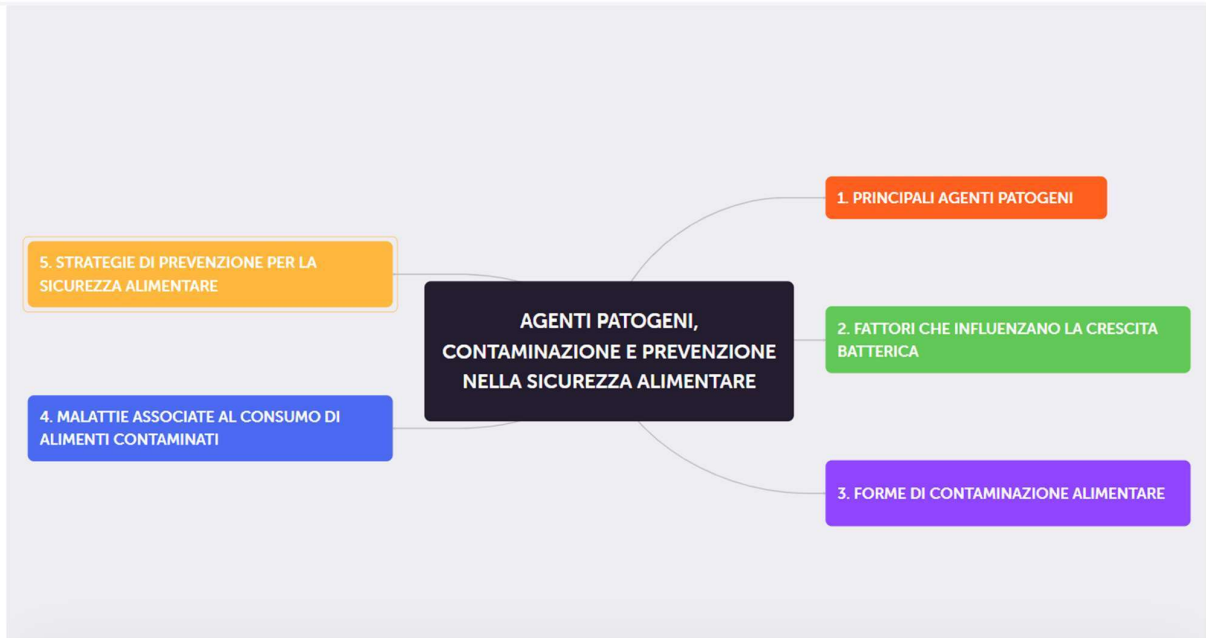 AGENTI PATOGENI,
CONTAMINAZIONE E PREVENZIONE
NELLA SICUREZZA ALIMENTARE
1. PRINCIPALI AGENTI PATOGENI
2. FATTORI CHE INFLUENZANO LA CRESCITA
BATTERICA
3. FORME DI CONTAMINAZIONE ALIMENTARE
4. MALATTIE ASSOCIATE AL CONSUMO DI
ALIMENTI CONTAMINATI
5. STRATEGIE DI PREVENZIONE PER LA
SICUREZZA ALIMENTARE